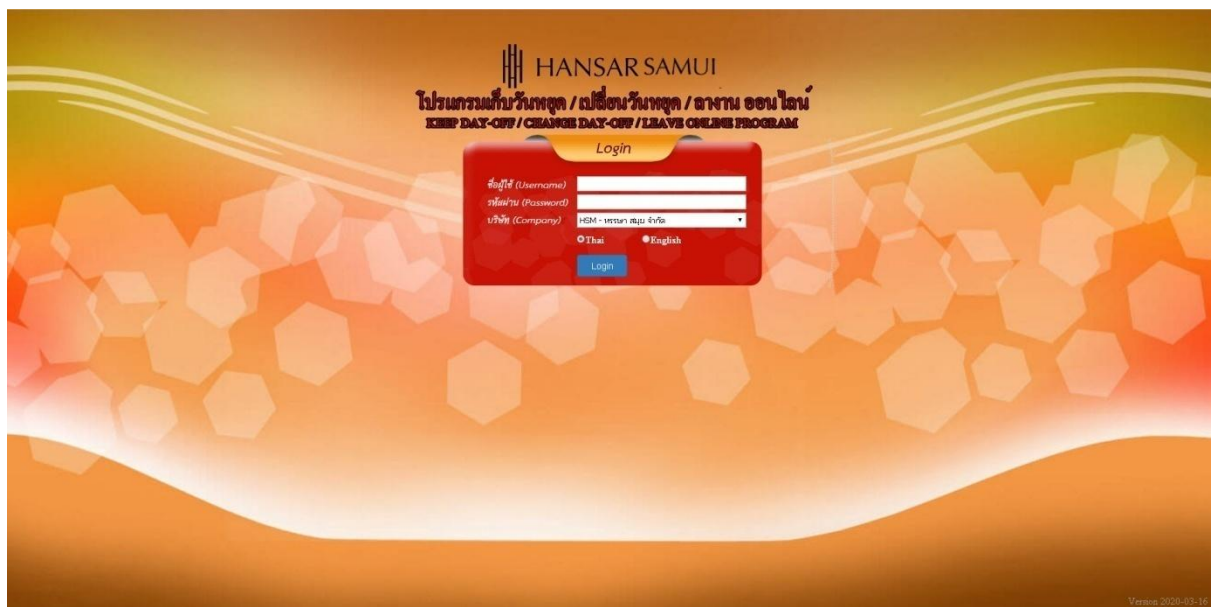 HANSAR SAMUI
โปรแกรมเก็บวันหยุด / เปลี่ยนวันหยุด / ลางาน ออนไลน์
KEEP DAY-OFF / CHANGE DAY-OFF / LEAVE ONLINE PROGRAM
Login
ชื่อผู้ใช้ (Username)
รหัสผ่าน (Password)
บริษัท (Company) HSM - หรรษา สมุย จำกัด
Thai English
Login
Version 2020-03-16